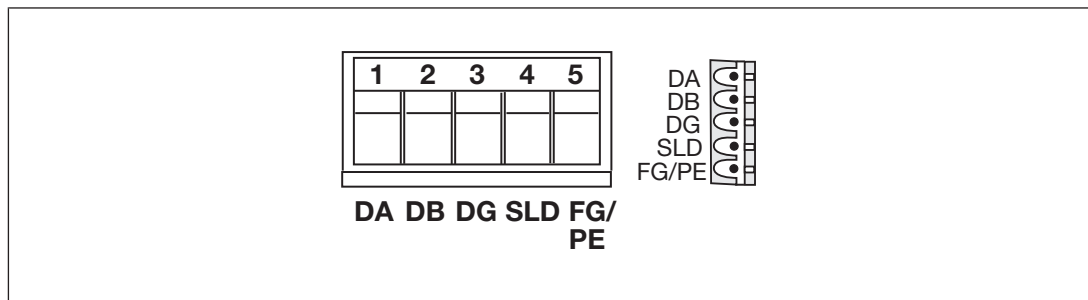 1 2 3 4 5
DA DB DG SLD FG/
PE
DA
DB
DG
SLD
FG/PE